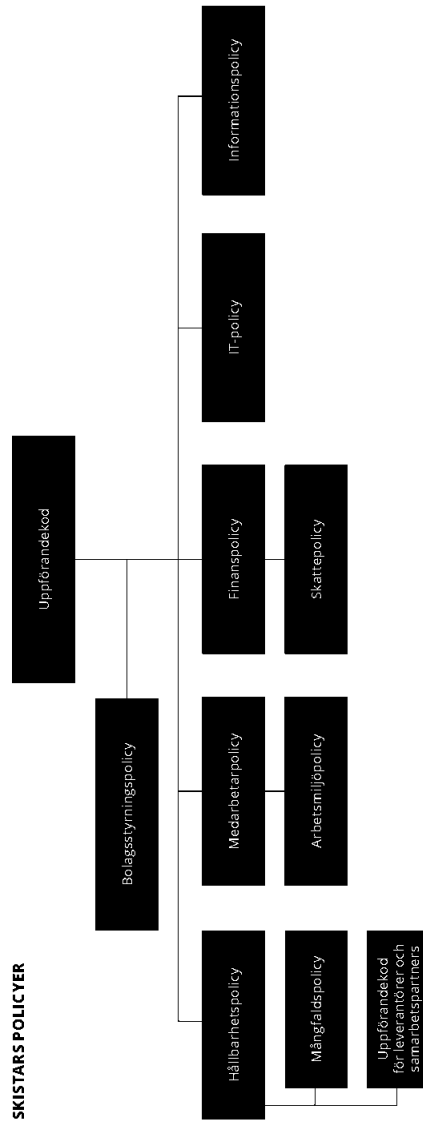 SKISTARS POLICYER
Uppförandekod
Bolagsstyrningspolicy
Hållbarhetspolicy
Medarbetarpolicy
Finanspolicy
IT-policy
Informationspolicy
Mångfaldspolicy
Arbetsmiljöpolicy
Skattepolicy
Uppförandekod
för leverantörer och
samarbetspartners